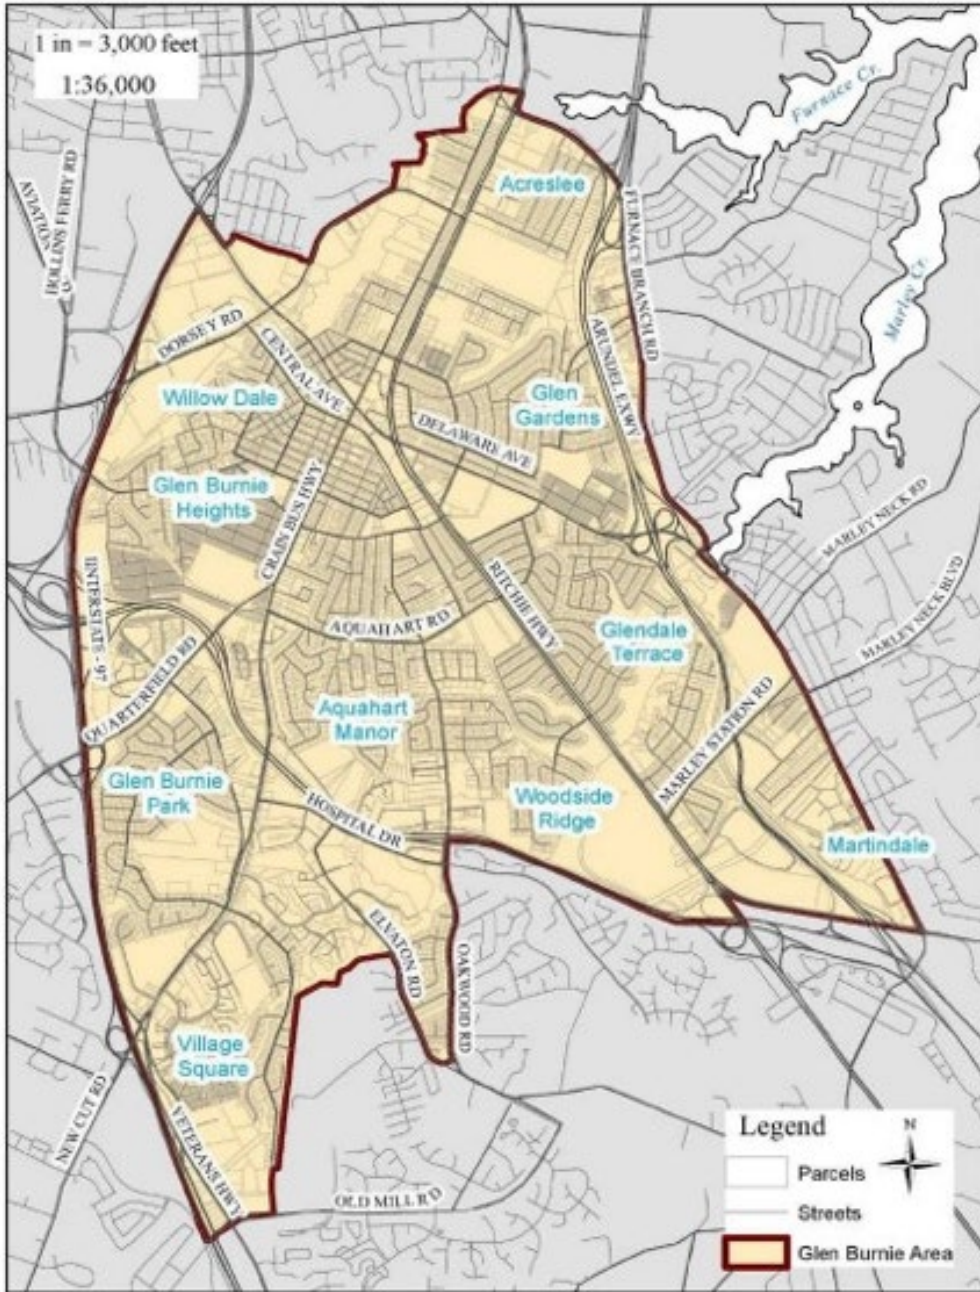 1 in = 3,000 feet
1:36,000
Furnace Cr.
Acreslee
HOLLINS FERRY RD
FURNACE BRANCH RD
Marley Cr.
DORSEY RD
CENTRAL AVE
ARUNDEL EXWY
Willow Dale
Glen
Gardens
DELAWARE AVE
Glen Burnie
Heights
CRAIN BUS HWY
MARLEY NECK RD
RITCHIE HWY
MARLEY NECK BLVD
INTERSTATE - 97
AQUAHART RD
Glendale
Terrace
QUARTERFIELD RD
Aquahart
Manor
MARLEY STATION RD
Glen Burnie
Park
HOSPITAL DR
Woodside
Ridge
Martindale
ELVATON RD
OAKWOOD RD
Village
Square
NEW CUT RD
VETERANS HWY
OLD MILL RD
Legend
N
Parcels
Streets
Glen Burnie Area